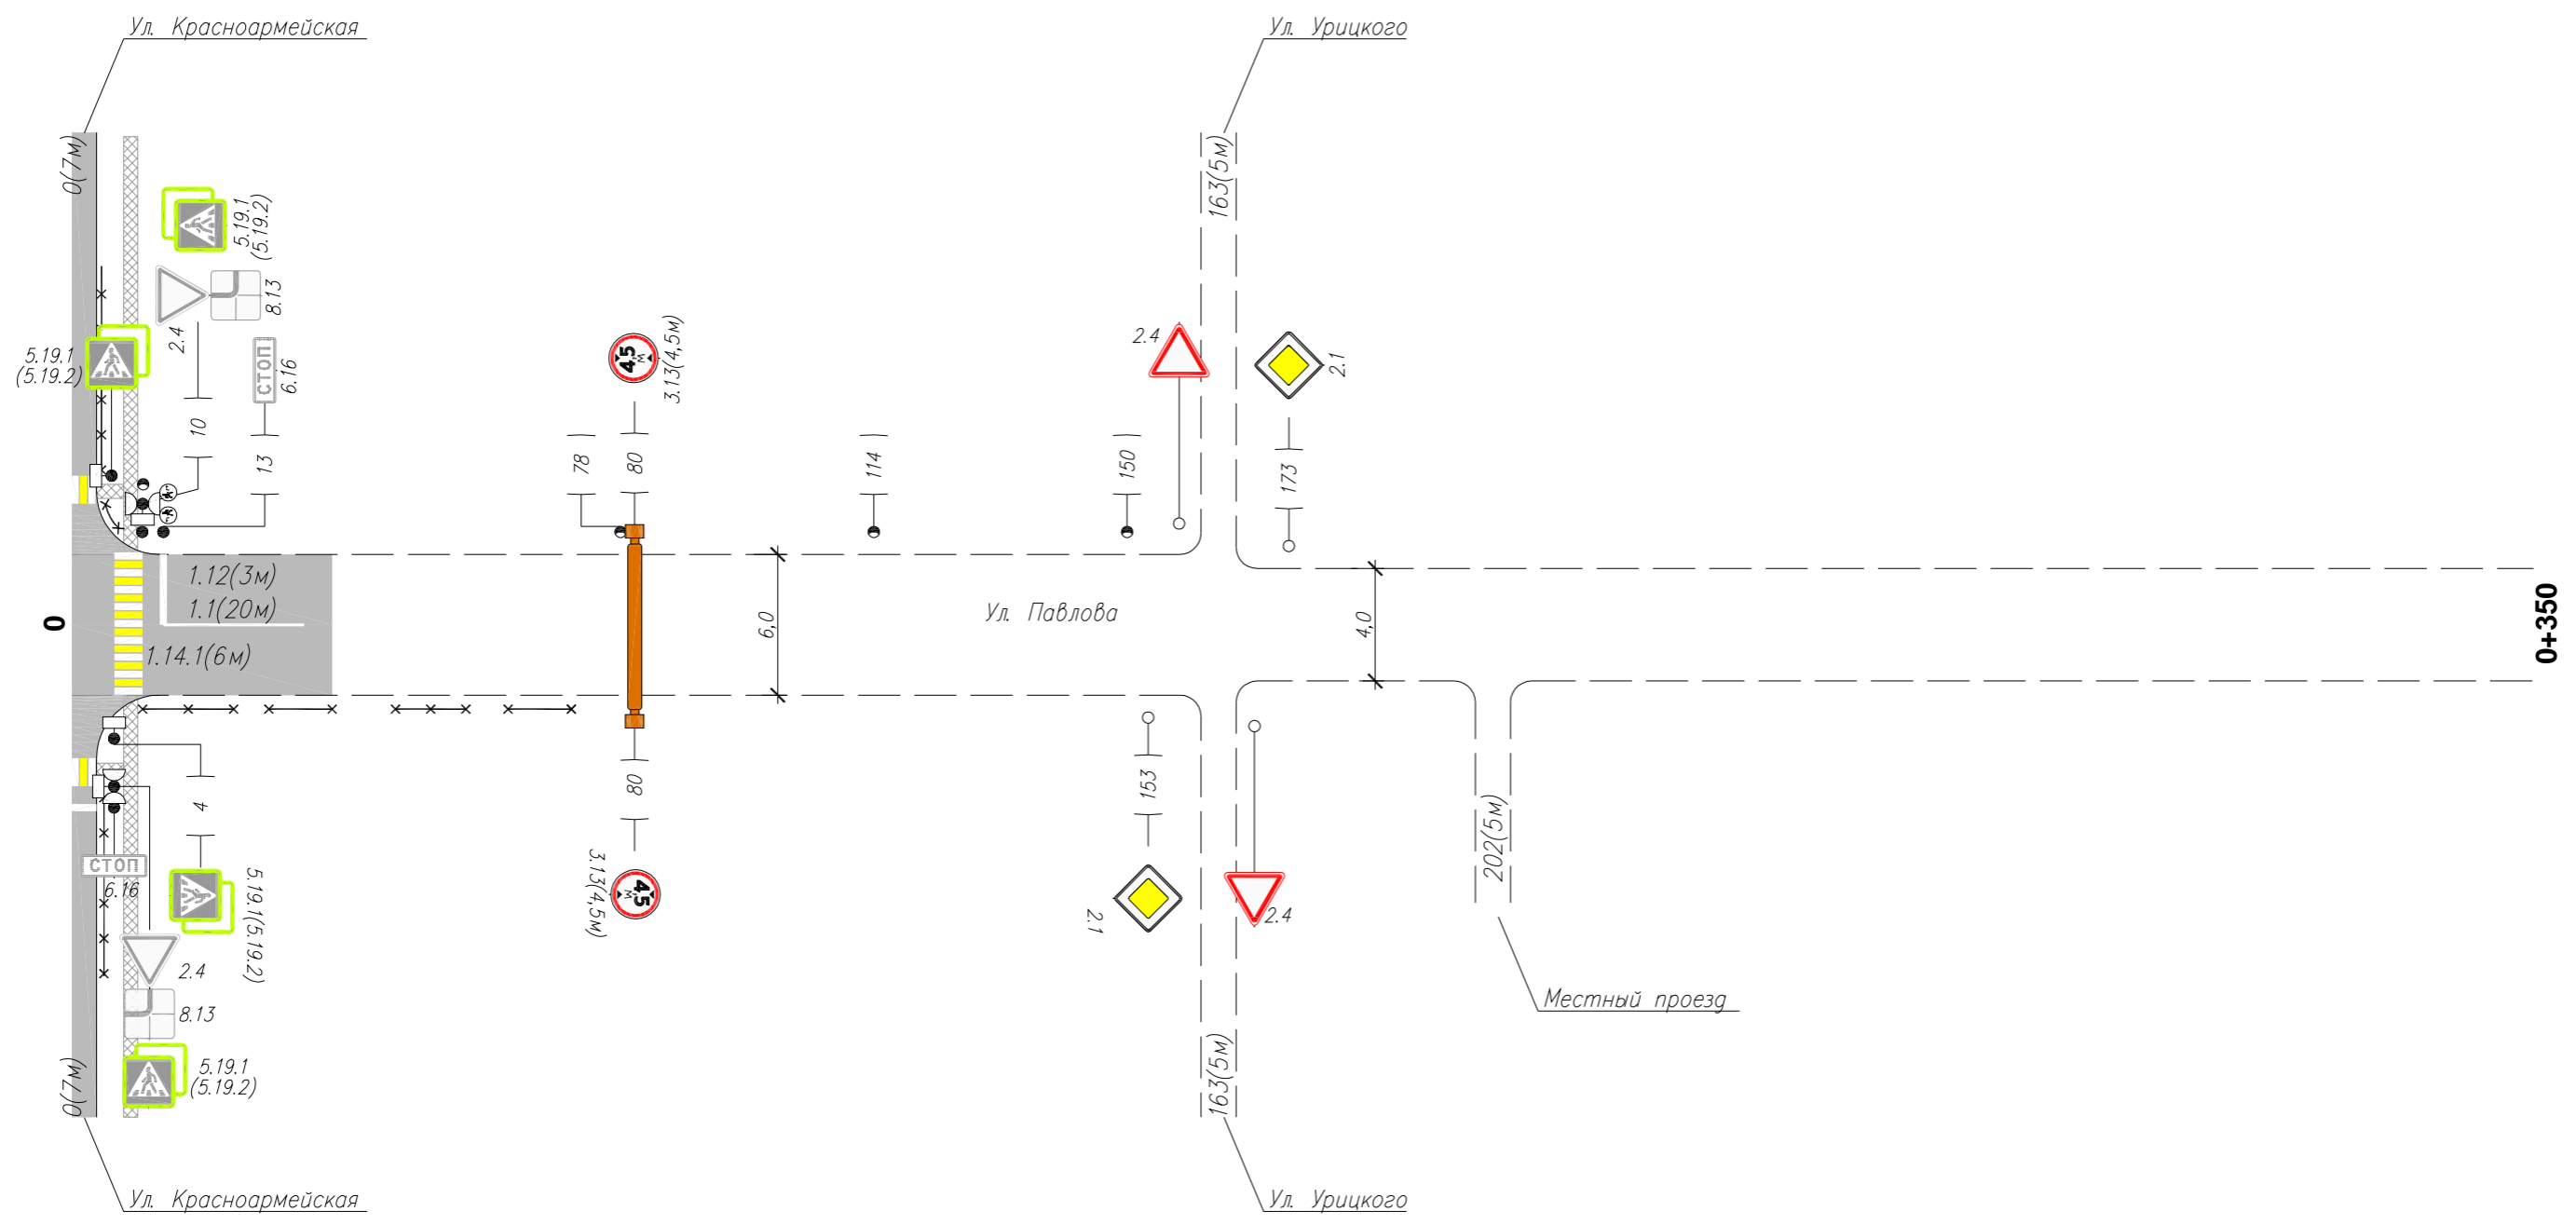 Ул. Красноармейская
Ул. Урицкого
0(7м)
163(5м)
5.19.1
(5.19.2)
8.13
2.4
5.19.1
(5.19.2)
СТОП
6.16
10
13
4,5
м
3.13(4,5м)
78
80
114
150
2.4
2.1
173
1.12(3м)
1.1(20м)
1.14.1(6м)
0
6,0
Ул. Павлова
4,0
0+350
4
80
153
СТОП
6.16
5.19.1(5.19.2)
3.13(4,5м)
4,5
м
2.1
2.4
202(5м)
2.4
8.13
Местный проезд
5.19.1
(5.19.2)
0(7м)
163(5м)
Ул. Красноармейская
Ул. Урицкого